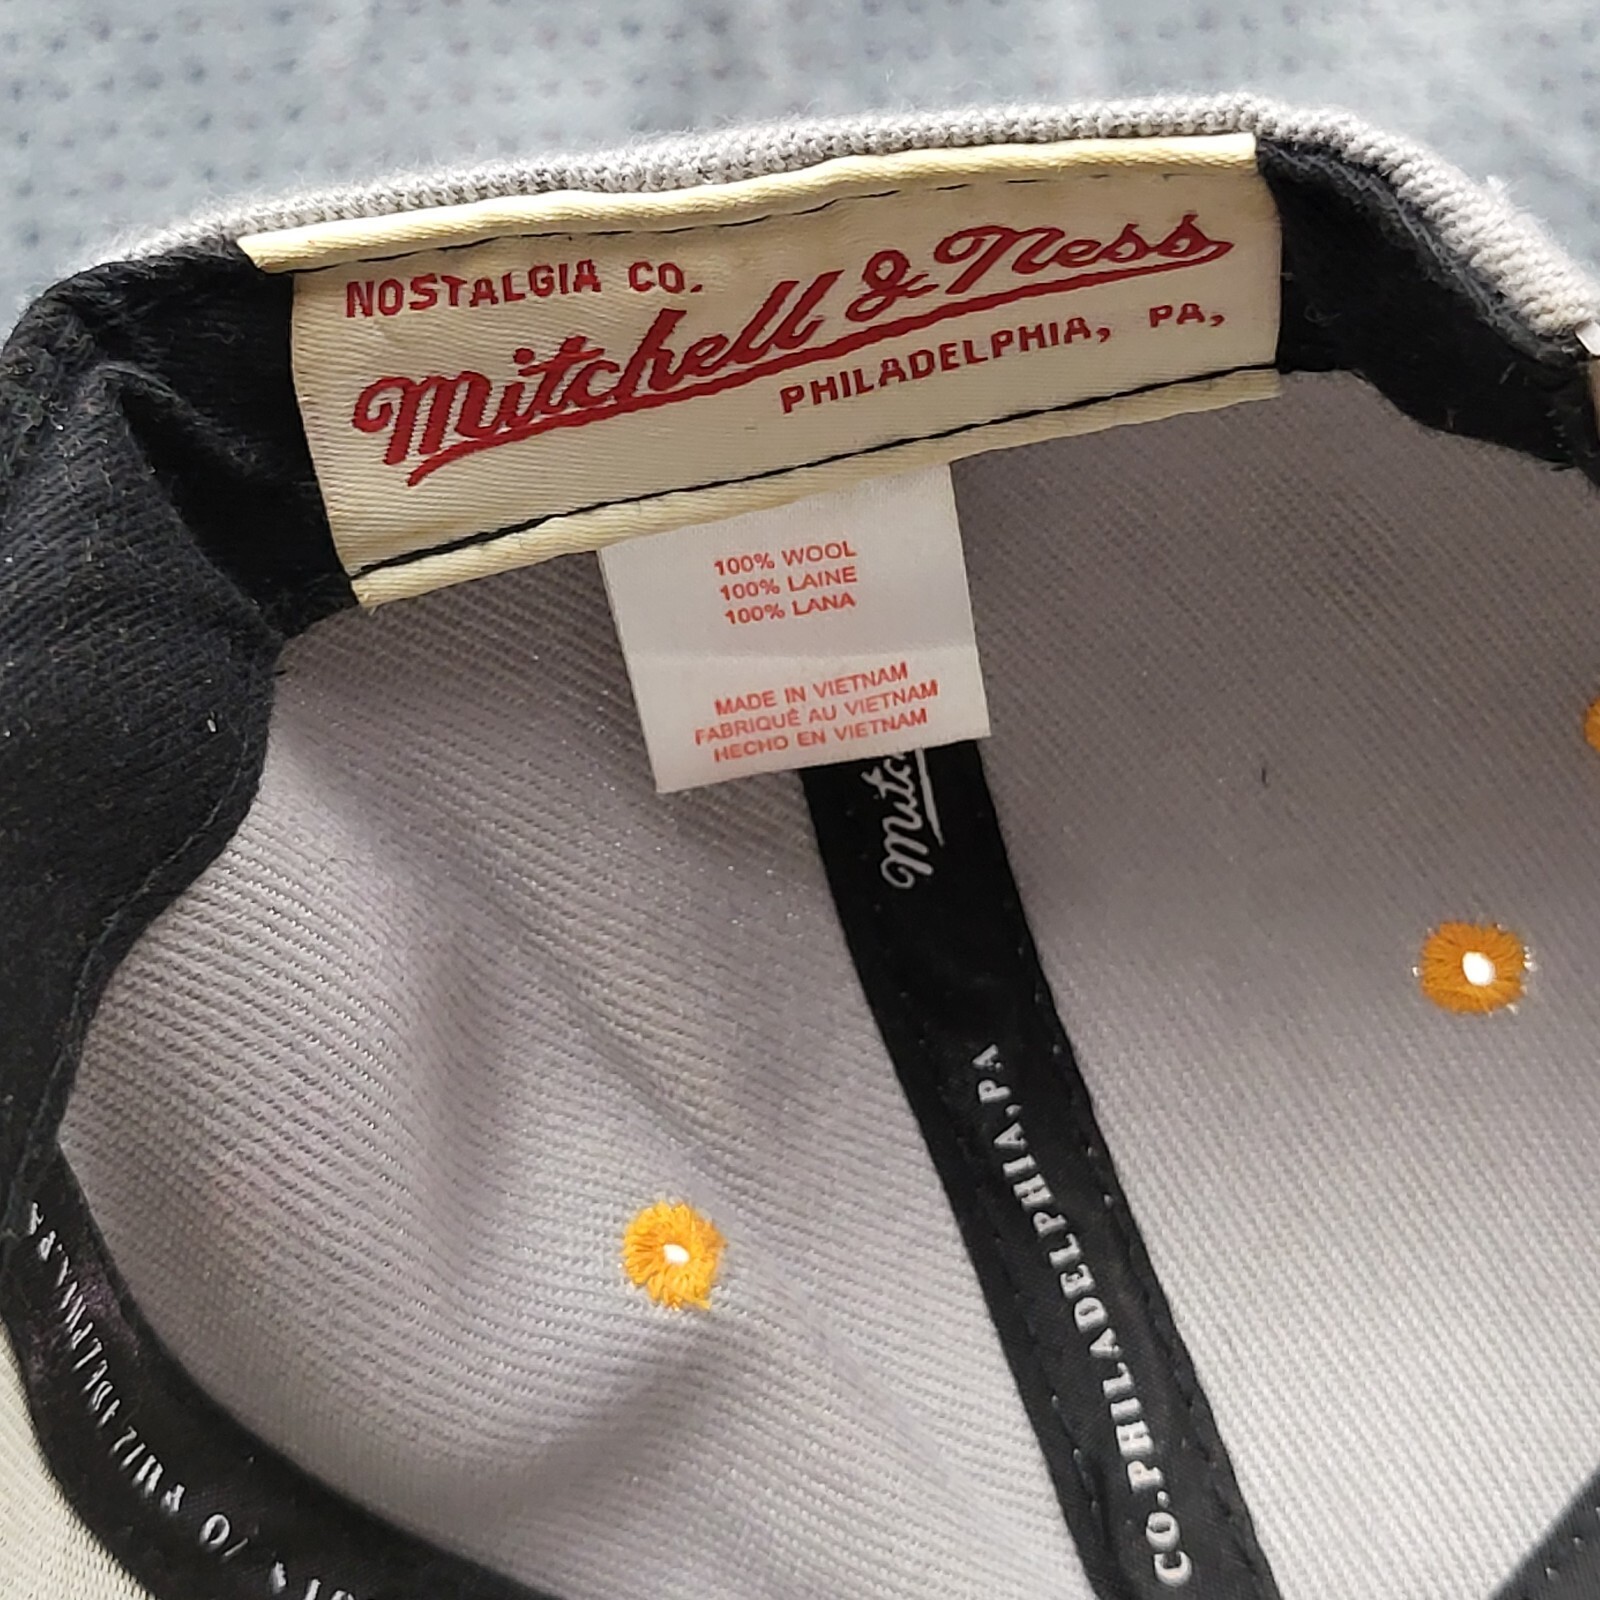 NOSTALGIA CO.
Mitchell & Ness
PHILADELPHIA, PA,
100% WOOL
100% LAINE
100% LANA
MADE IN VIETNAM
FABRIQUÉ AU VIETNAM
HECHO EN VIETNAM
Mitc
CO. PHILADELPHIA, PA